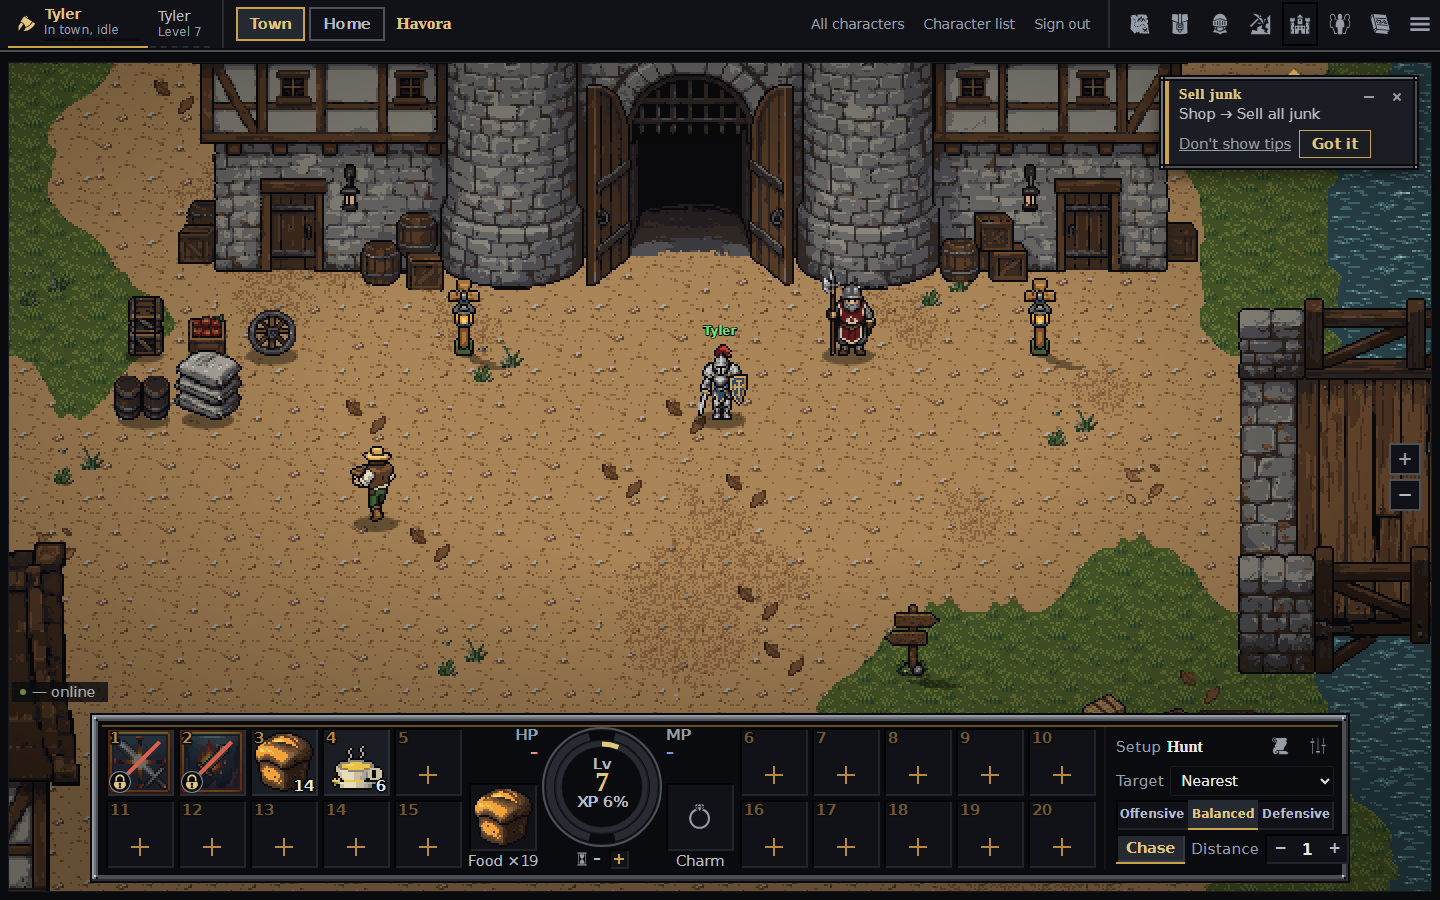 Tyler
In town, idle
Tyler
Level 7
Town
Home
Havora
All characters
Character list
Sign out
Sell junk
Shop → Sell all junk
Don't show tips
Got it
Tyler
+
−
— online
1
2
3
14
4
6
5
HP
-
Lv
7
XP 6%
MP
-
6
7
8
9
10
11
12
13
14
15
Food ×19
-
+
Charm
16
17
18
19
20
Setup Hunt
Target Nearest
Offensive Balanced Defensive
Chase Distance − 1 +